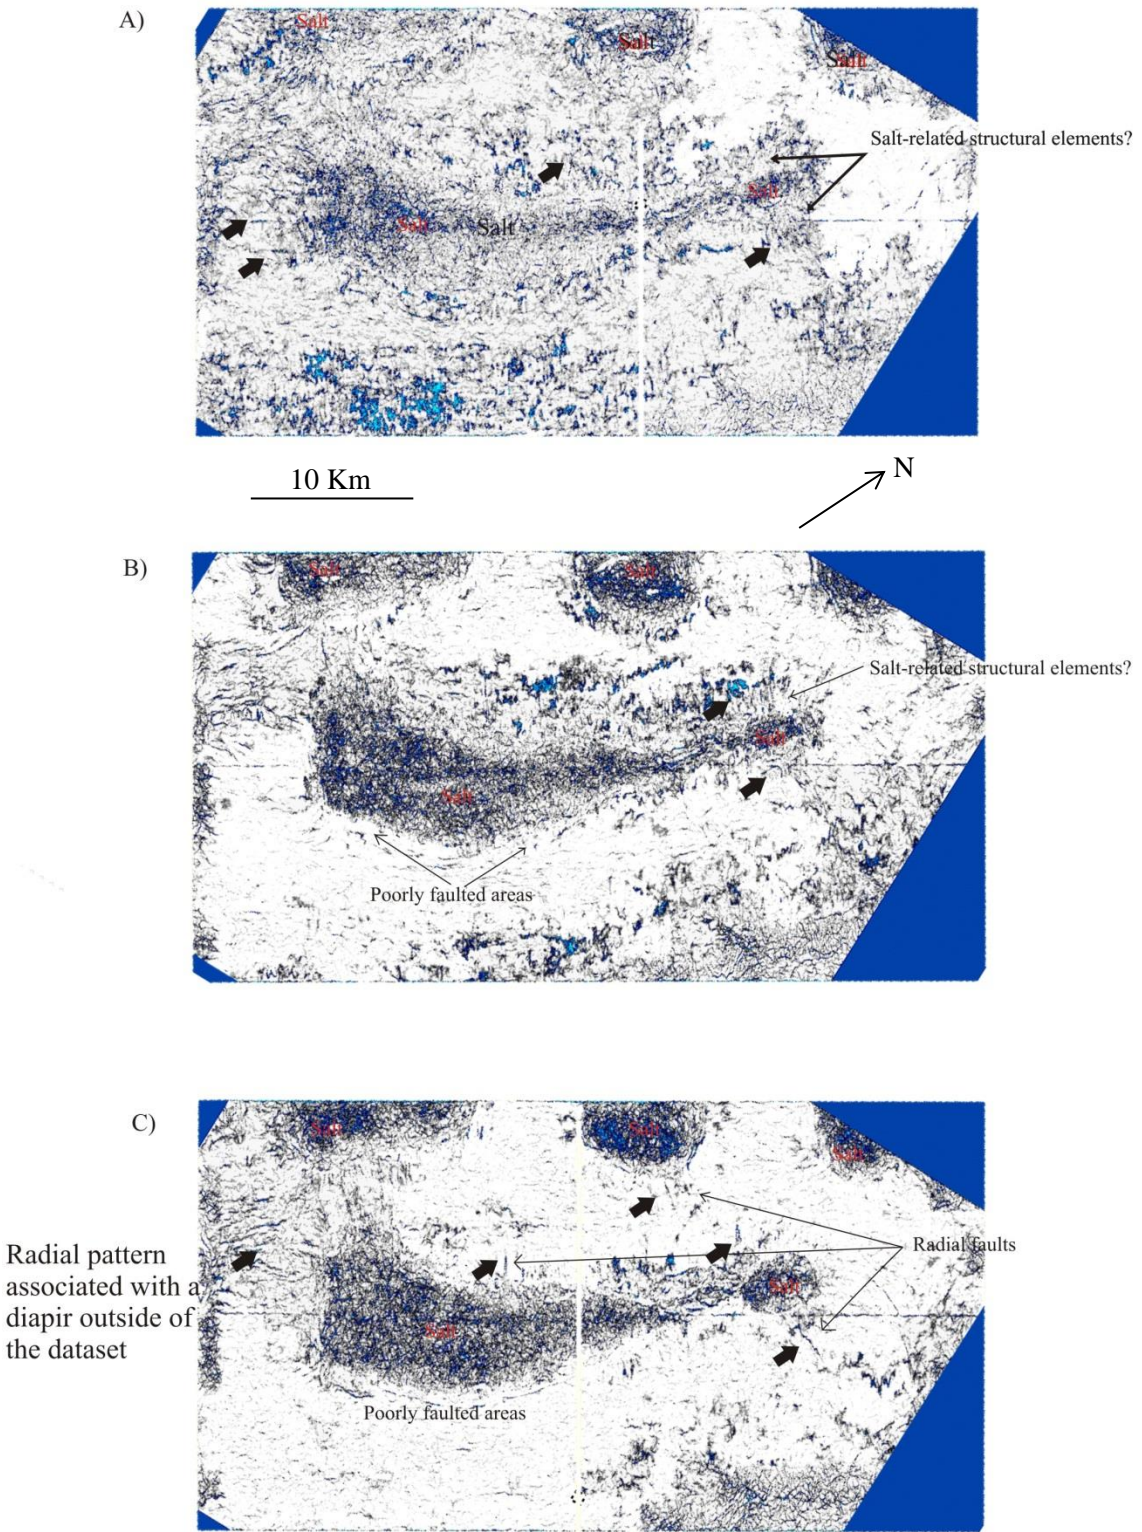 A)
Salt
Salt
Salt
Salt-related structural elements?
Salt
Salt
Salt
10 Km
N
B)
Salt
Salt
Salt-related structural elements?
Salt
Salt
Poorly faulted areas
C)
Salt
Salt
Salt
Radial faults
Radial pattern
associated with a
diapir outside of
the dataset
Salt
Salt
Poorly faulted areas